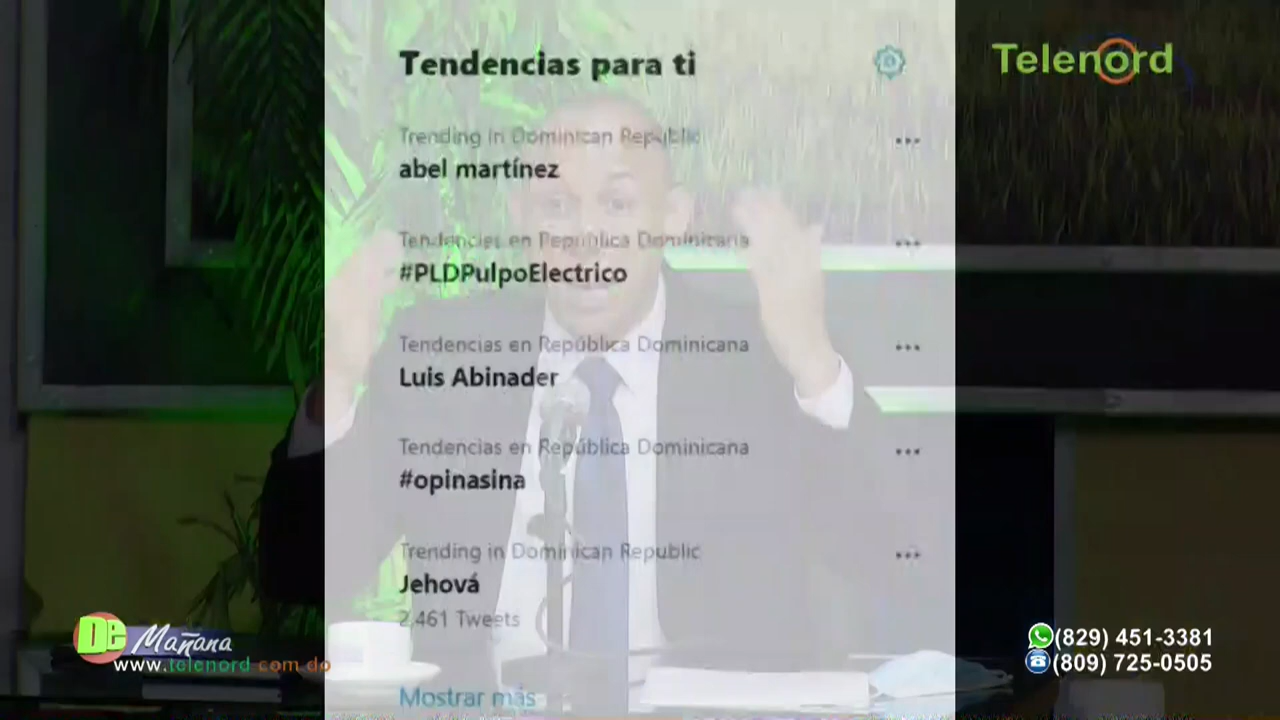 Tendencias para ti
Telenord
Trending in Dominican Republic
abel martínez
Tendencias en República Dominicana
#PLDPulpoElectrico
Tendencias en República Dominicana
Luis Abinader
Tendencias en República Dominicana
#opinasina
Trending in Dominican Republic
Jehová
2,461 Tweets
Mostrar más
De Mañana
www.telenord.com.do
(829) 451-3381
(809) 725-0505